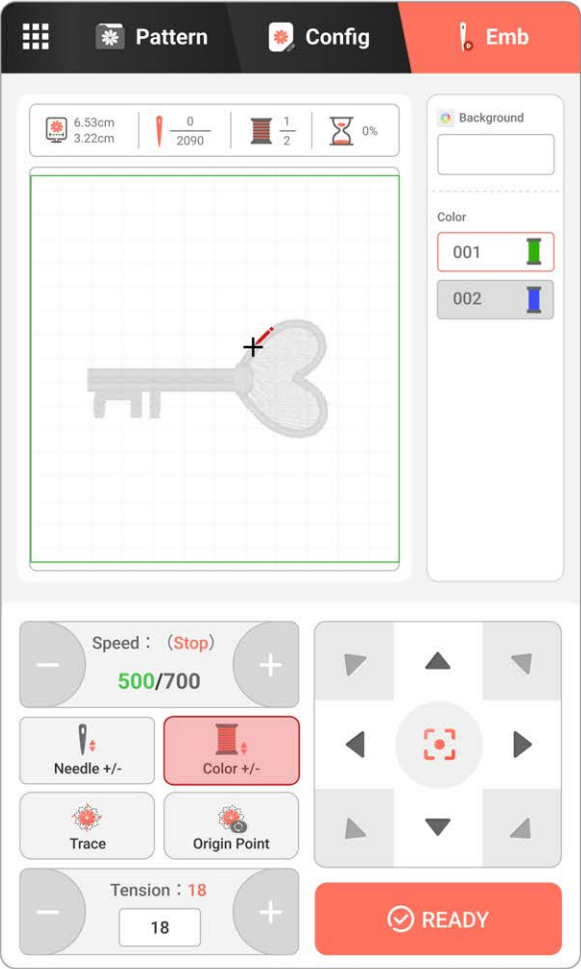 Pattern
Config
Emb
6.53cm
3.22cm
0
2090
1
2
0%
Background
Color
001
002
Speed： （Stop）
500/700
Needle +/-
Color +/-
Trace
Origin Point
Tension：18
18
READY